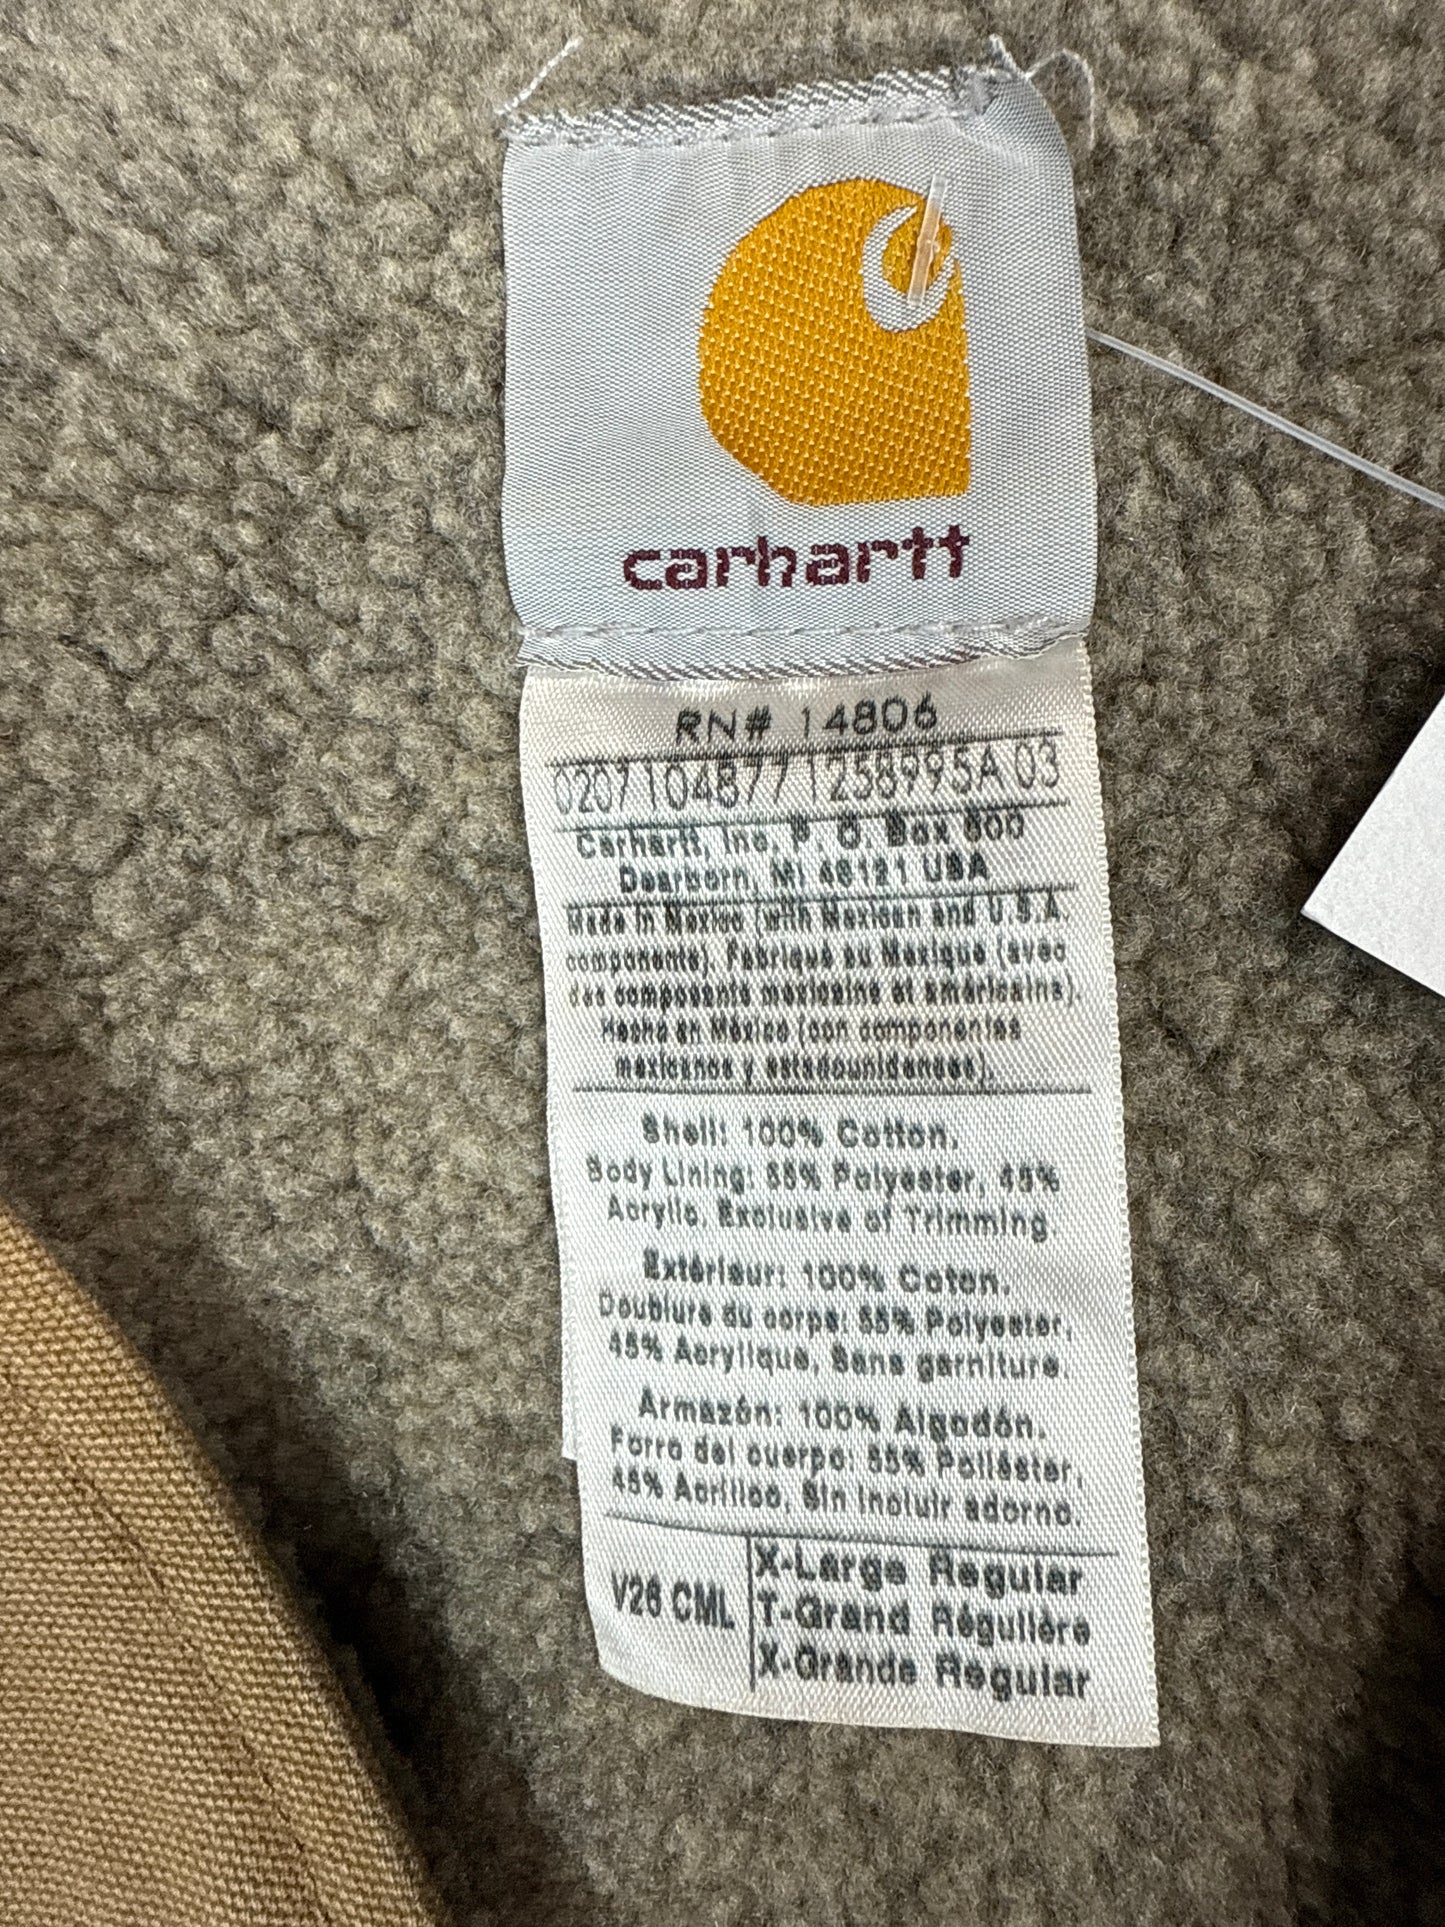 carhartt
RN# 14806
0207104877 1258995A 03
Carhartt, Inc. P. O. Box 600
Dearborn, MI 48121 USA
Made in Mexico (with Mexican and U.S.A.
components). Fabriqué au Mexique (avec
des composants mexicains et américains).
Hecho en México (con componentes
mexicanos y estadounidenses).
Shell: 100% Cotton.
Body Lining: 55% Polyester, 45%
Acrylic, Exclusive of Trimming
Extérieur: 100% Coton.
Doublure du corps: 55% Polyester,
45% Acrylique, Sans garniture.
Armazón: 100% Algodón.
Forro del cuerpo: 55% Poliéster,
45% Acrílico, Sin incluir adorno.
V26 CML
X-Large Regular
T-Grand Régulière
X-Grande Regular